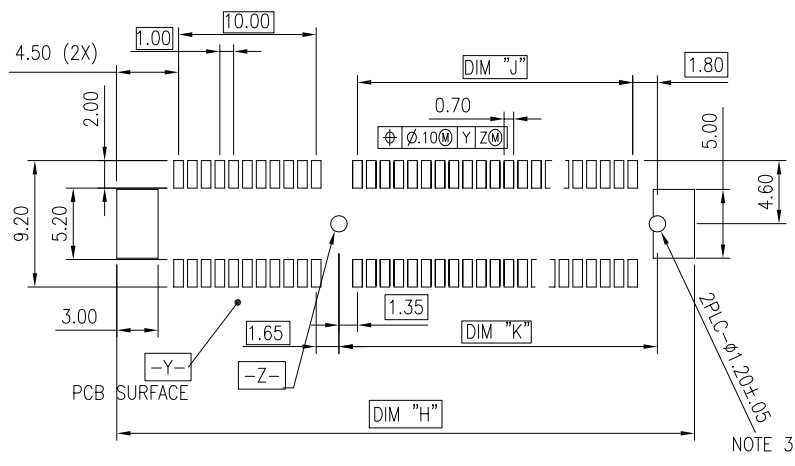 10.00
1.00
4.50 (2X)
DIM "J"
1.80
2.00
0.70
5.00
⌖ Ø.10Ⓜ Y ZⓂ
9.20
5.20
4.60
3.00
1.35
1.65
DIM "K"
2PLC-Ø1.20±.05
-Y-
-Z-
PCB SURFACE
DIM "H"
NOTE 3